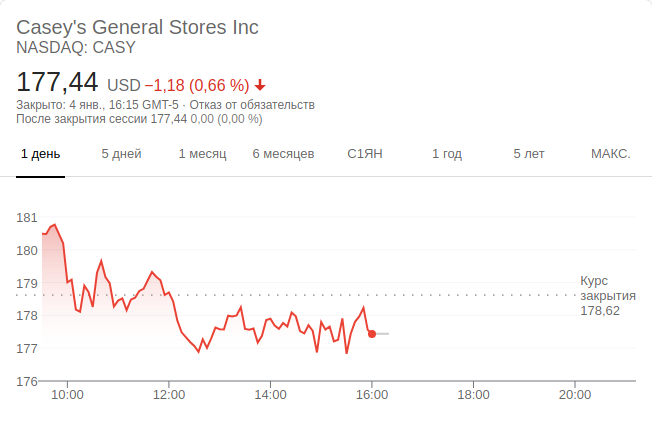 Casey's General Stores Inc
NASDAQ: CASY
177,44 USD −1,18 (0,66 %)
Закрыто: 4 янв., 16:15 GMT-5 · Отказ от обязательств
После закрытия сессии 177,44 0,00 (0,00 %)
1 день 5 дней 1 месяц 6 месяцев С1ЯН 1 год 5 лет МАКС.
181
180
179
178
177
176
Курс
закрытия
178,62
10:00 12:00 14:00 16:00 18:00 20:00